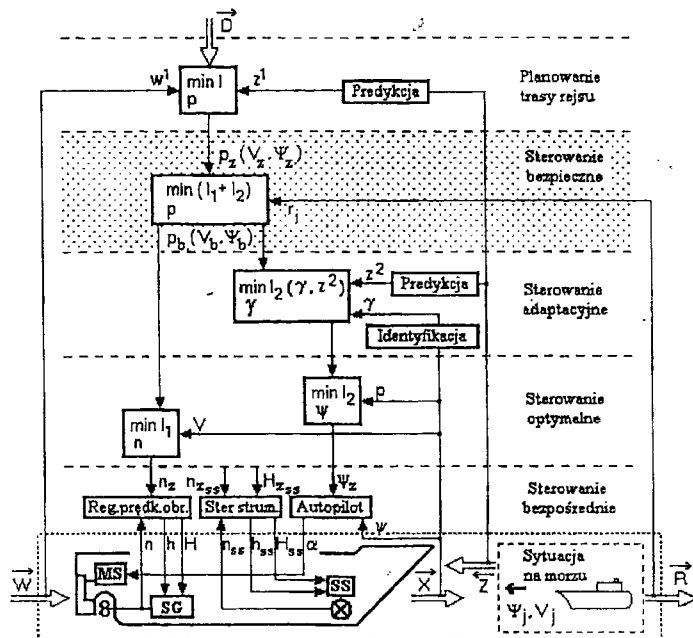 D
w¹ min I z¹ Predykcja Planowanie
p trasy rejsu
p_z(V_z.Ψ_z) Sterowanie
bezpieczne
min(I₁+I₂)
p r_j
p_b(V_b.Ψ_b)
min I₂(γ,z²) z² Predykcja Sterowanie
γ γ adaptacyjne
Identyfikacja
min I₂ p Sterowanie
Ψ optymalne
min I₁ V
n
n_z n_zss H_zss Ψ_z Sterowanie
Reg.prędk.obr. Ster strum. Autopilot bezpośrednie
n h H n_ss h_ss H_ss α Ψ
W MS SS X Z Sytuacja R
na morzu
SG Ψ_j,V_j